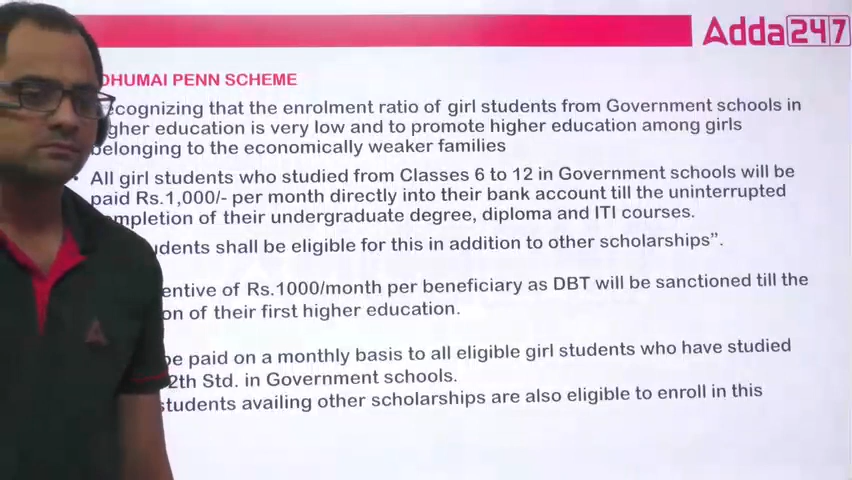 Adda247
DHUMAI PENN SCHEME
ecognizing that the enrolment ratio of girl students from Government schools in
gher education is very low and to promote higher education among girls
belonging to the economically weaker families
• All girl students who studied from Classes 6 to 12 in Government schools will be
paid Rs.1,000/- per month directly into their bank account till the uninterrupted
ompletion of their undergraduate degree, diploma and ITI courses.
udents shall be eligible for this in addition to other scholarships”.
entive of Rs.1000/month per beneficiary as DBT will be sanctioned till the
on of their first higher education.
be paid on a monthly basis to all eligible girl students who have studied
2th Std. in Government schools.
students availing other scholarships are also eligible to enroll in this